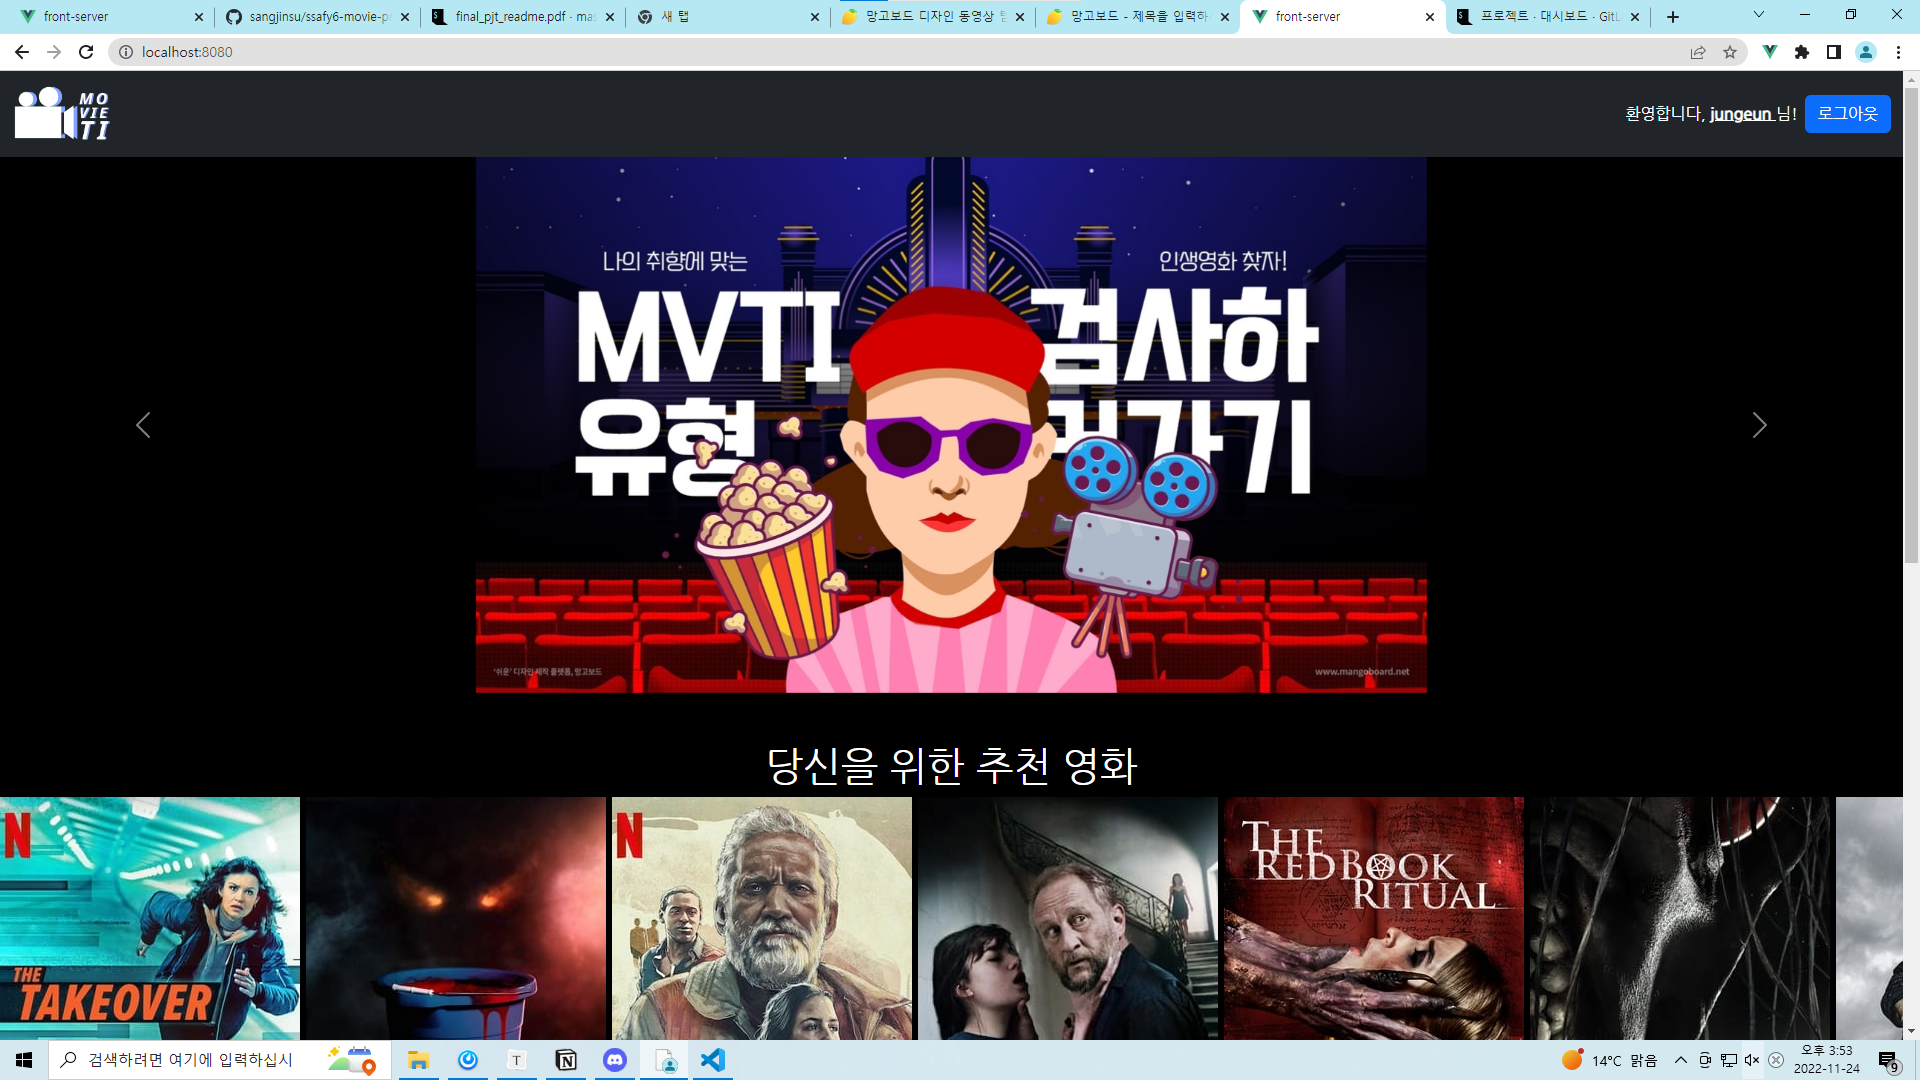 front-server
sangjinsu/ssafy6-movie-pr
final_pjt_readme.pdf · mas
새 탭
망고보드 디자인 동영상 템
망고보드 - 제목을 입력하
front-server
프로젝트 · 대시보드 · GitL
localhost:8080
MO
VIE
TI
환영합니다, jungeun 님!
로그아웃
나의 취향에 맞는
인생영화 찾자!
MVTI
검사하
유형
러가기
'쉬운' 디자인 제작 플랫폼, 망고보드
www.mangoboard.net
당신을 위한 추천 영화
N
THE
TAKEOVER
N
THE
RED BOOK
RITUAL
검색하려면 여기에 입력하십시
14°C 맑음
오후 3:53
2022-11-24
9